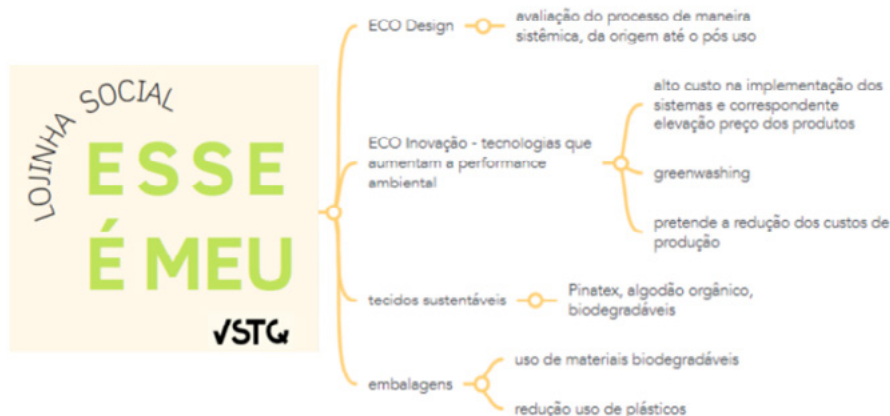 LOJINHA SOCIAL
ESSE
É MEU
VSTQ
ECO Design
avaliação do processo de maneira
sistêmica, da origem até o pós uso
ECO Inovação - tecnologias que
aumentam a performance
ambiental
alto custo na implementação dos
sistemas e correspondente
elevação preço dos produtos
greenwashing
pretende a redução dos custos de
produção
tecidos sustentáveis
Pinatex, algodão orgânico,
biodegradáveis
embalagens
uso de materiais biodegradáveis
redução uso de plásticos